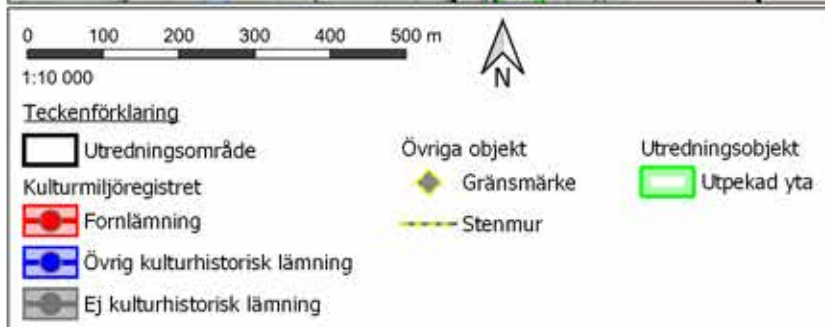 0 100 200 300 400 500 m
1:10 000
N
Teckenförklaring
Utredningsområde
Kulturmiljöregistret
Fornlämning
Övrig kulturhistorisk lämning
Ej kulturhistorisk lämning
Övriga objekt
Gränsmärke
Stenmur
Utredningsobjekt
Utpekad yta